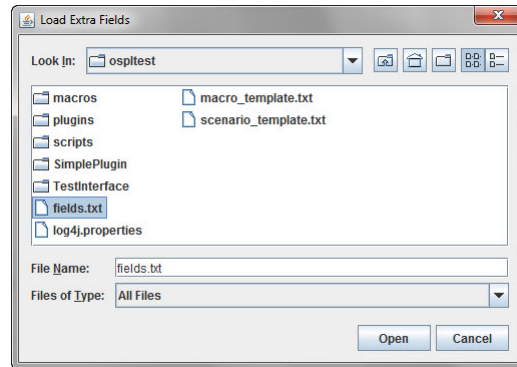 Load Extra Fields
Look In: ospltest
macros
plugins
scripts
SimplePlugin
TestInterface
fields.txt
log4j.properties
macro_template.txt
scenario_template.txt
File Name: fields.txt
Files of Type: All Files
Open Cancel